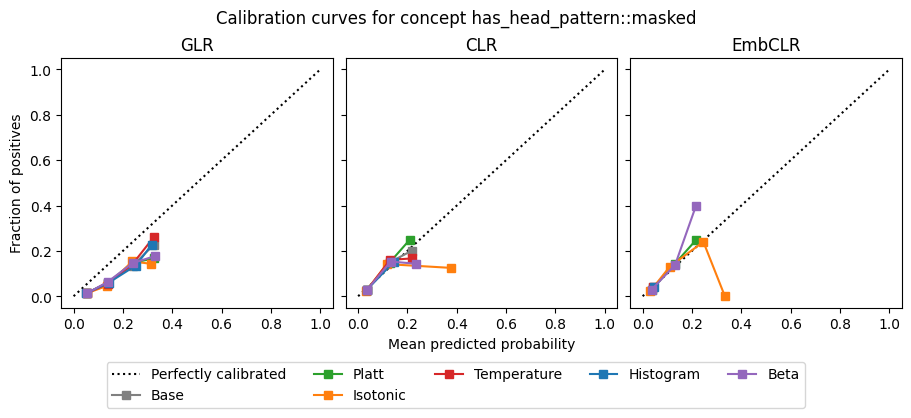 Calibration curves for concept has_head_pattern::masked
GLR
CLR
EmbCLR
Fraction of positives
1.0
0.8
0.6
0.4
0.2
0.0
0.0 0.2 0.4 0.6 0.8 1.0
0.0 0.2 0.4 0.6 0.8 1.0
0.0 0.2 0.4 0.6 0.8 1.0
Mean predicted probability
Perfectly calibrated
Base
Platt
Isotonic
Temperature
Histogram
Beta